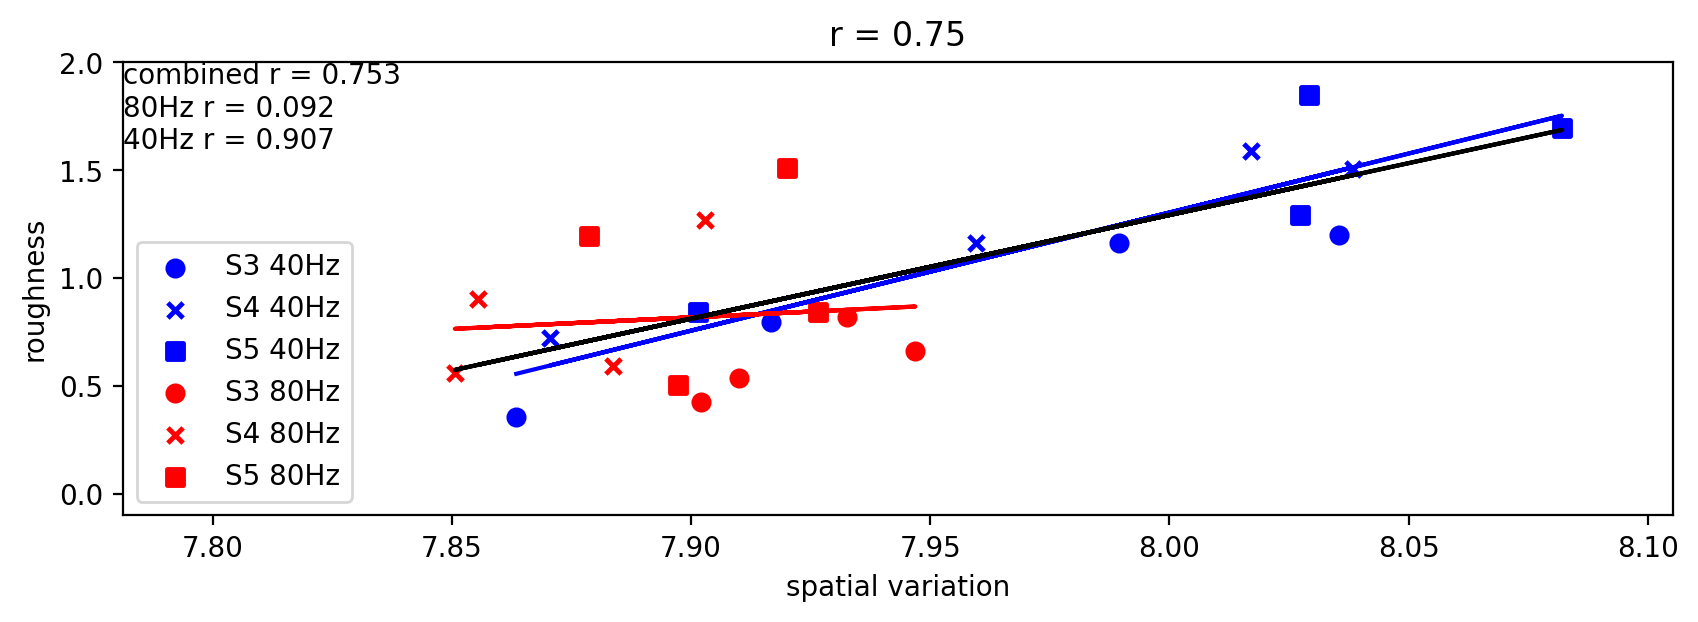 r = 0.75
combined r = 0.753
80Hz r = 0.092
40Hz r = 0.907
2.0
1.5
1.0
0.5
0.0
roughness
S3 40Hz
S4 40Hz
S5 40Hz
S3 80Hz
S4 80Hz
S5 80Hz
7.80 7.85 7.90 7.95 8.00 8.05 8.10
spatial variation